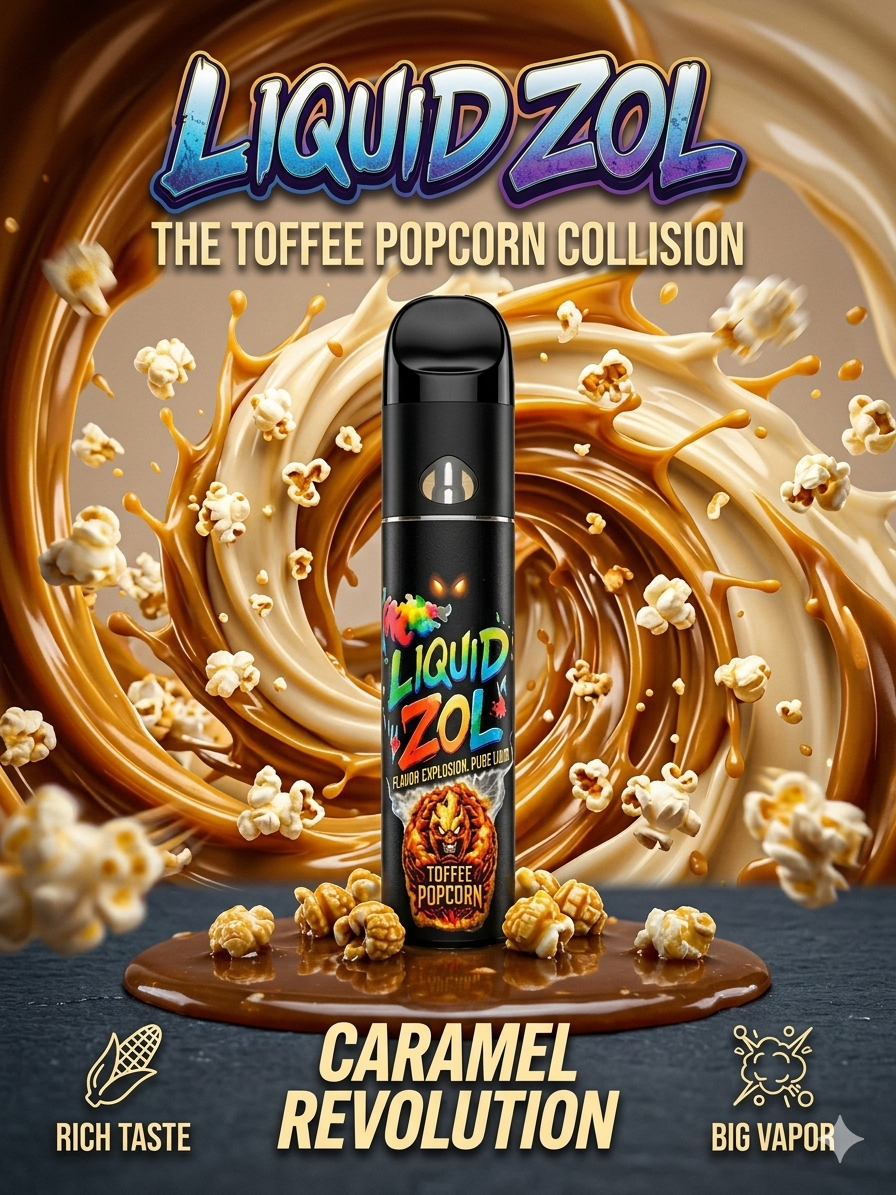 LIQUID ZOL
THE TOFFEE POPCORN COLLISION
LIQUID
ZOL
FLAVOR EXPLOSION. PURE
TOFFEE
POPCORN
CARAMEL
REVOLUTION
RICH TASTE
BIG VAPOR